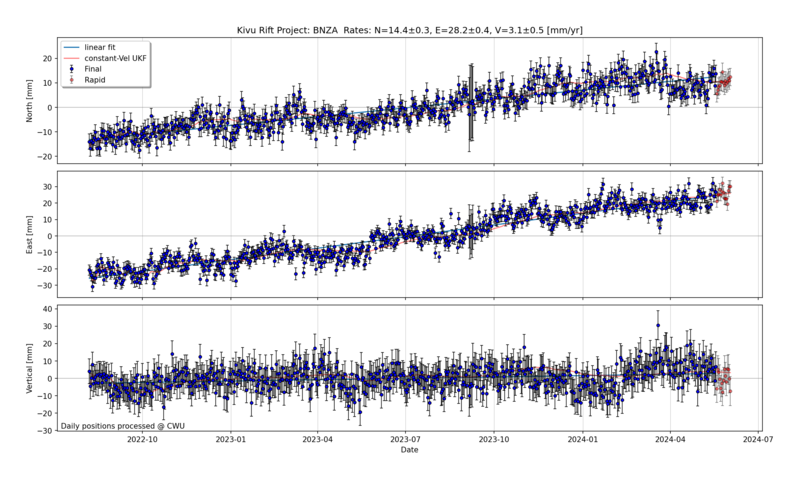 Kivu Rift Project: BNZA Rates: N=14.4±0.3, E=28.2±0.4, V=3.1±0.5 [mm/yr]
linear fit
constant-Vel UKF
Final
Rapid
North [mm]
20
10
0
−10
−20
East [mm]
30
20
10
0
−10
−20
−30
Vertical [mm]
40
30
20
10
0
−10
−20
−30
Daily positions processed @ CWU
2022-10
2023-01
2023-04
2023-07
2023-10
2024-01
2024-04
2024-07
Date